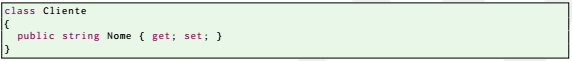 class Cliente
{
  public string Nome { get; set; }
}